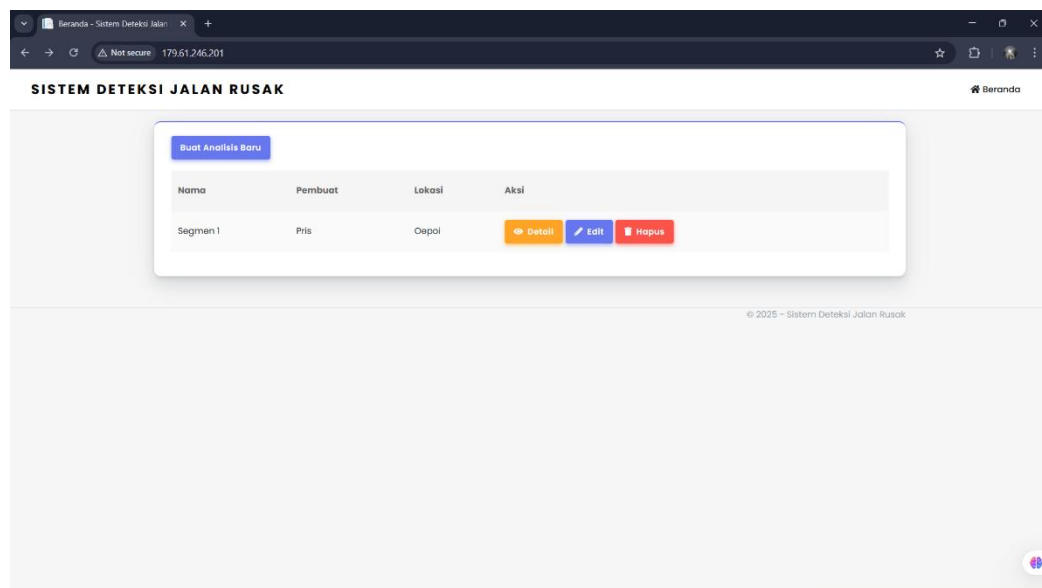 Beranda - Sistem Deteksi Jalan
Not secure 179.61.246.201
SISTEM DETEKSI JALAN RUSAK
Beranda
Buat Analisis Baru
Nama Pembuat Lokasi Aksi
Segmen 1 Pris Oepoi Detail Edit Hapus
© 2025 - Sistem Deteksi Jalan Rusak